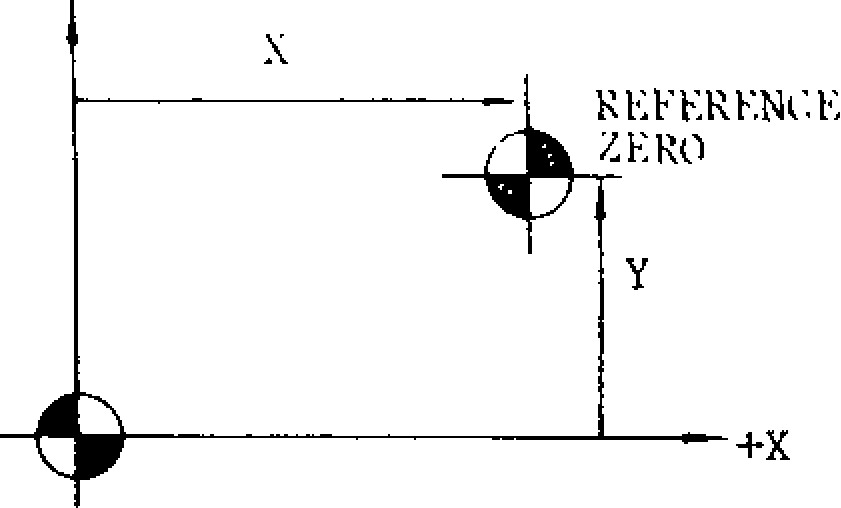 X
REFERENCE
ZERO
Y
+X